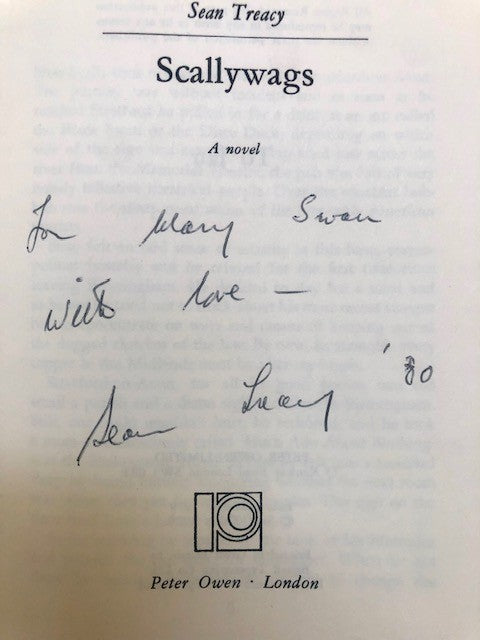 Sean Treacy
Scallywags
A novel
For Mary Swan
with love —
Sean Treacy '80
Peter Owen · London